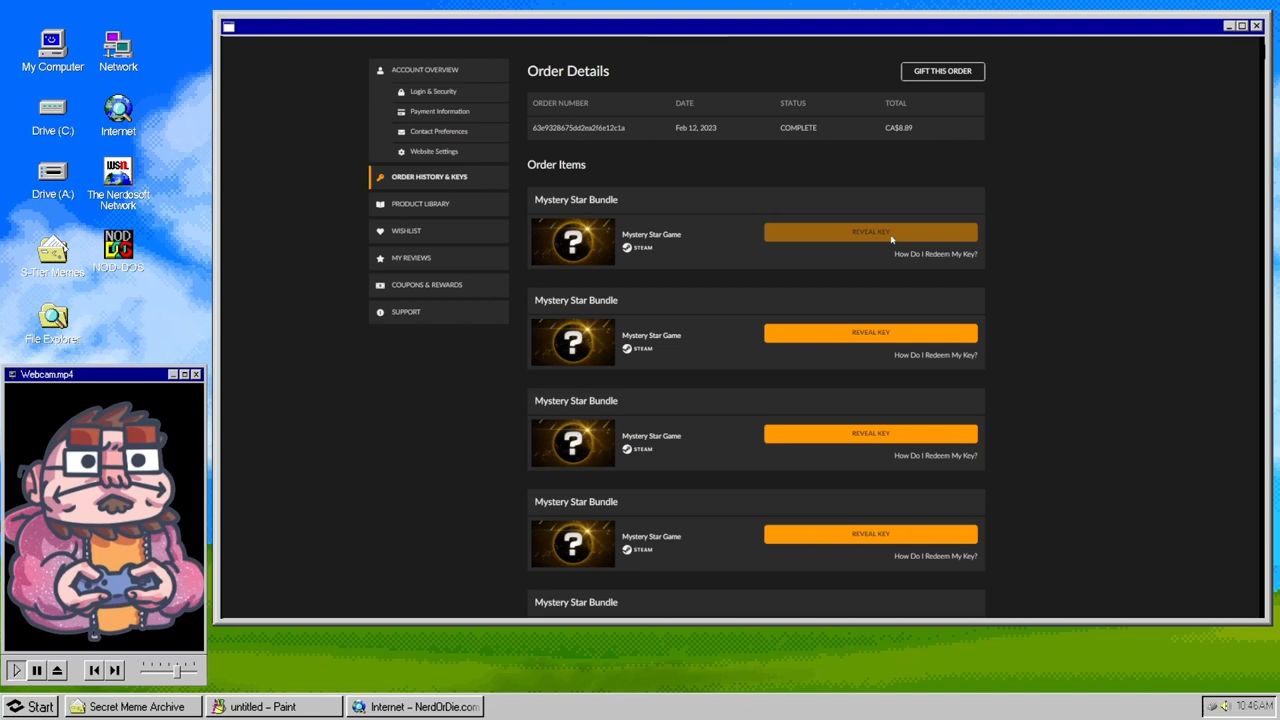 My Computer
Network
Drive (C:)
Internet
Drive (A:)
WSNL
The Nerdosoft
Network
S-Tier Memes
NOD
NOD-DOS
File Explorer
Webcam.mp4
ACCOUNT OVERVIEW
Login & Security
Payment Information
Contact Preferences
Website Settings
ORDER HISTORY & KEYS
PRODUCT LIBRARY
WISHLIST
MY REVIEWS
COUPONS & REWARDS
SUPPORT
Order Details
GIFT THIS ORDER
ORDER NUMBER DATE STATUS TOTAL
63e9328675dd2ea2f6e12c1a Feb 12, 2023 COMPLETE CA$8.89
Order Items
Mystery Star Bundle
Mystery Star Game
STEAM
REVEAL KEY
How Do I Redeem My Key?
Mystery Star Bundle
Mystery Star Game
STEAM
REVEAL KEY
How Do I Redeem My Key?
Mystery Star Bundle
Mystery Star Game
STEAM
REVEAL KEY
How Do I Redeem My Key?
Mystery Star Bundle
Mystery Star Game
STEAM
REVEAL KEY
How Do I Redeem My Key?
Mystery Star Bundle
Start
Secret Meme Archive
untitled – Paint
Internet – NerdOrDie.com
10:46AM